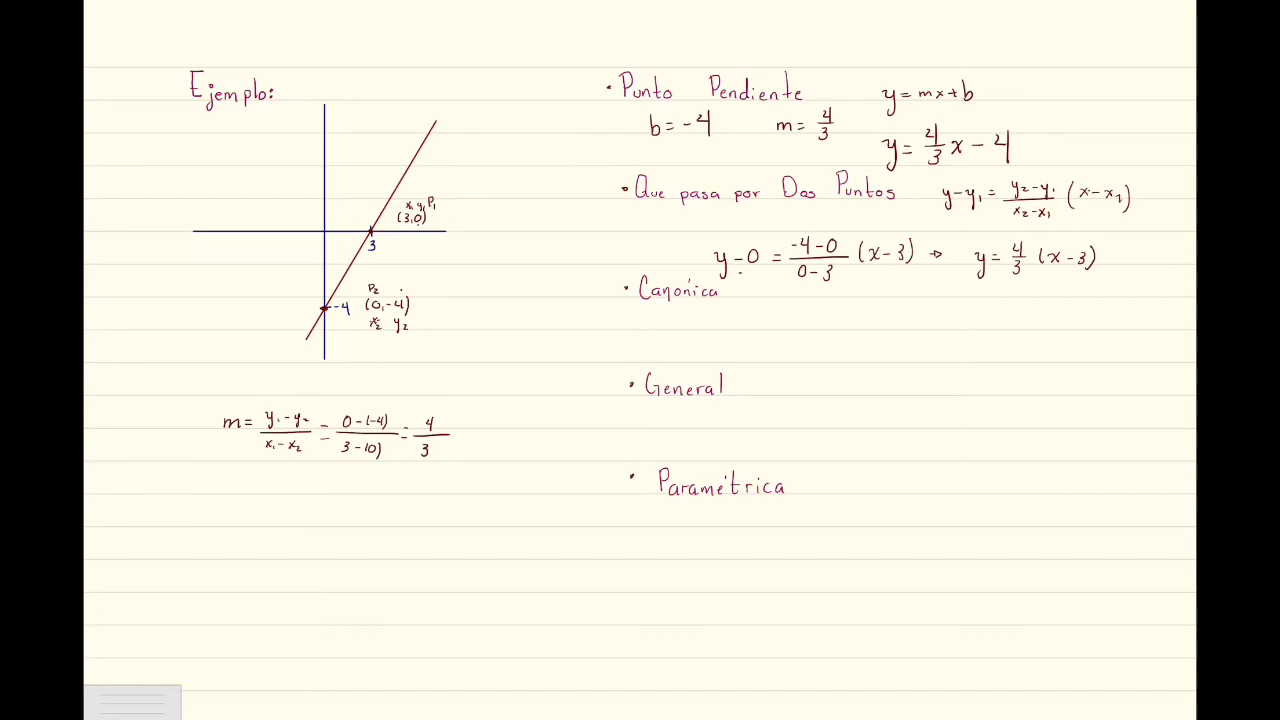 Ejemplo:
x₁ y₁ P₁
(3,0)
3
P₂
-4 (0,-4)
x₂ y₂
m = y₁-y₂ / x₁-x₂ = 0-(-4) / 3-(0) = 4/3
· Punto Pendiente y = mx+b
b = -4 m = 4/3
y = 4/3 x - 4
· Que pasa por Dos Puntos y-y₁ = y₂-y₁ / x₂-x₁ (x-x₁)
y-0 = -4-0 / 0-3 (x-3) → y = 4/3 (x-3)
· Canónica
· General
· Paramétrica